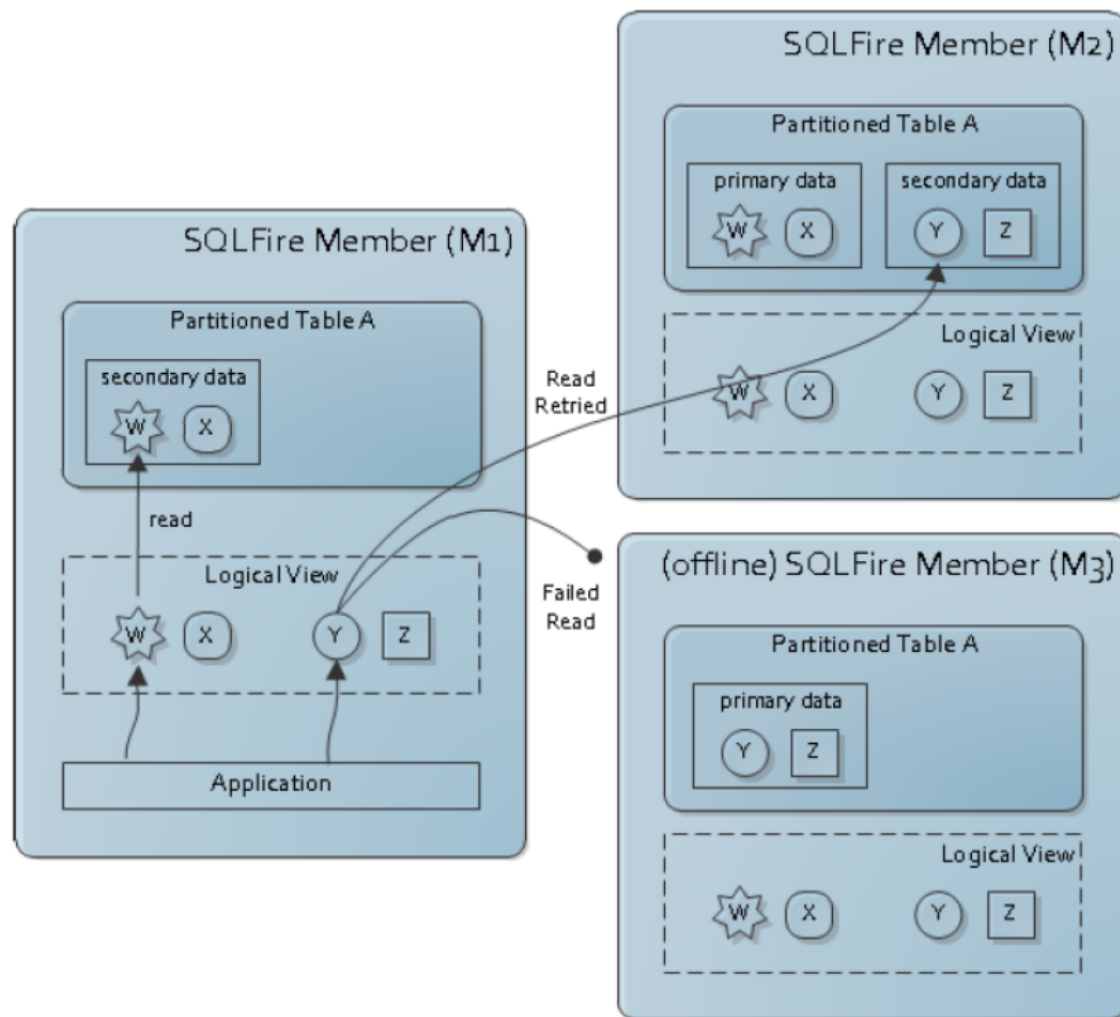 SQLFire Member (M1)
Partitioned Table A
secondary data
W
X
read
Logical View
W
X
Y
Z
Application
Read
Retried
Failed
Read
SQLFire Member (M2)
Partitioned Table A
primary data
W
X
secondary data
Y
Z
Logical View
W
X
Y
Z
(offline) SQLFire Member (M3)
Partitioned Table A
primary data
Y
Z
Logical View
W
X
Y
Z